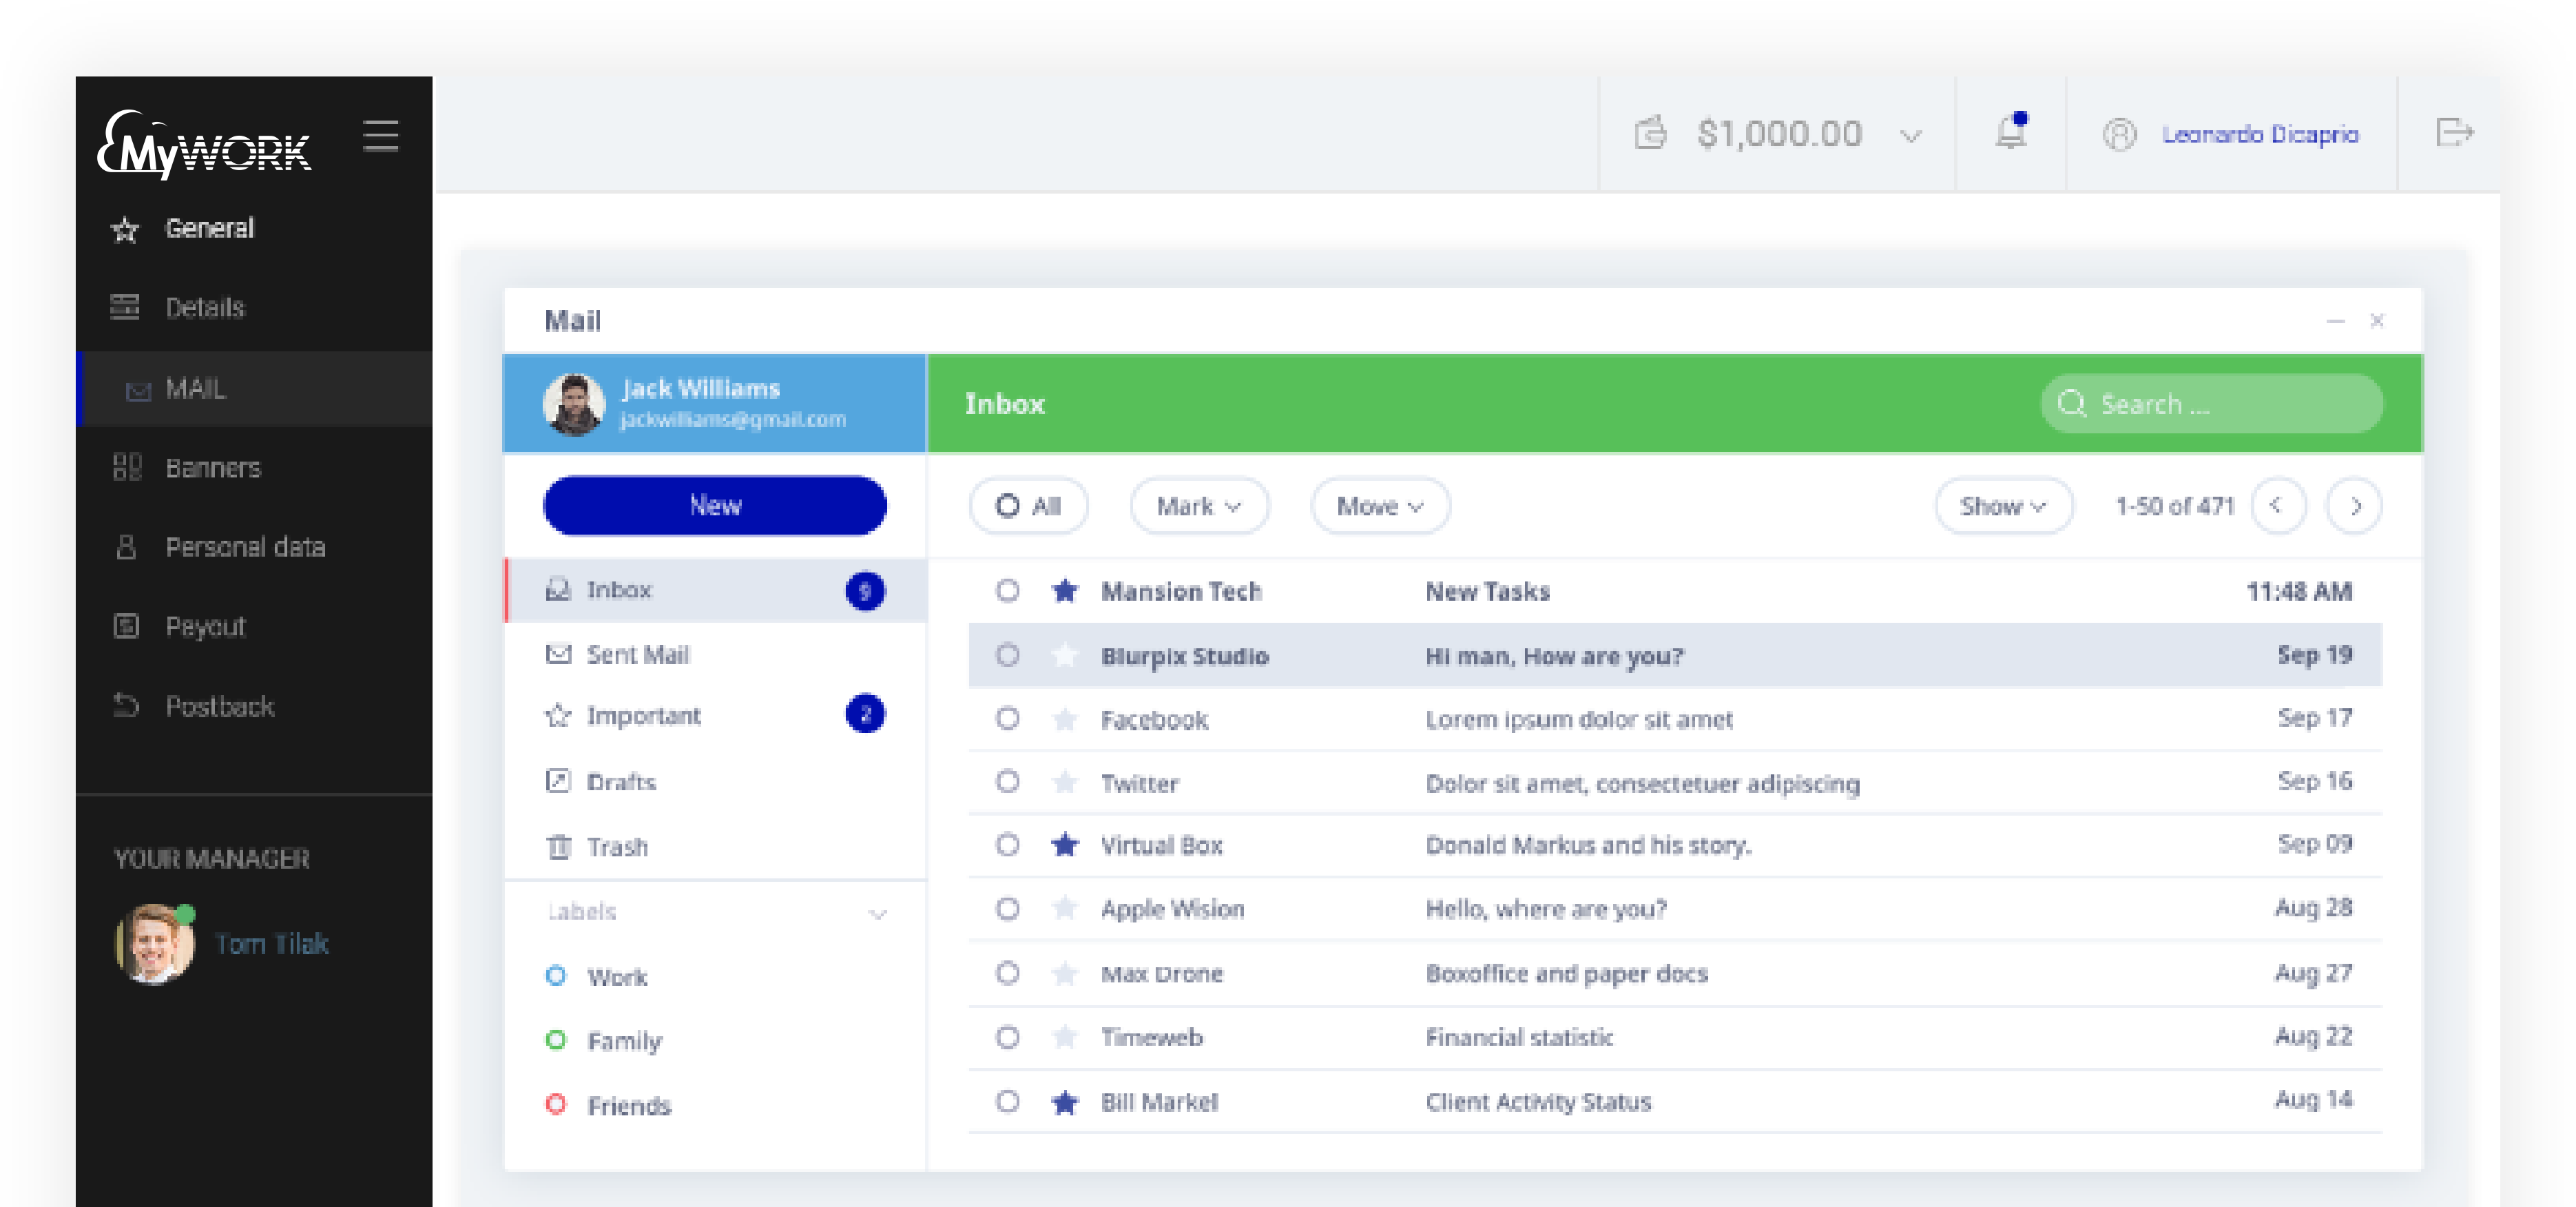 MyWORK
$1,000.00
Leonardo Dicaprio
General
Details
MAIL
Banners
Personal data
Payout
Postback
YOUR MANAGER
Tom Tilak
Mail
Jack Williams
jackwilliams@gmail.com
Inbox
Search ...
New
All
Mark
Move
Show
1-50 of 471
Inbox 9
Sent Mail
Important 2
Drafts
Trash
Labels
Work
Family
Friends
Mansion Tech New Tasks 11:48 AM
Blurpix Studio Hi man, How are you? Sep 19
Facebook Lorem ipsum dolor sit amet Sep 17
Twitter Dolor sit amet, consectetuer adipiscing Sep 16
Virtual Box Donald Markus and his story. Sep 09
Apple Wision Hello, where are you? Aug 28
Max Drone Boxoffice and paper docs Aug 27
Timeweb Financial statistic Aug 22
Bill Markel Client Activity Status Aug 14